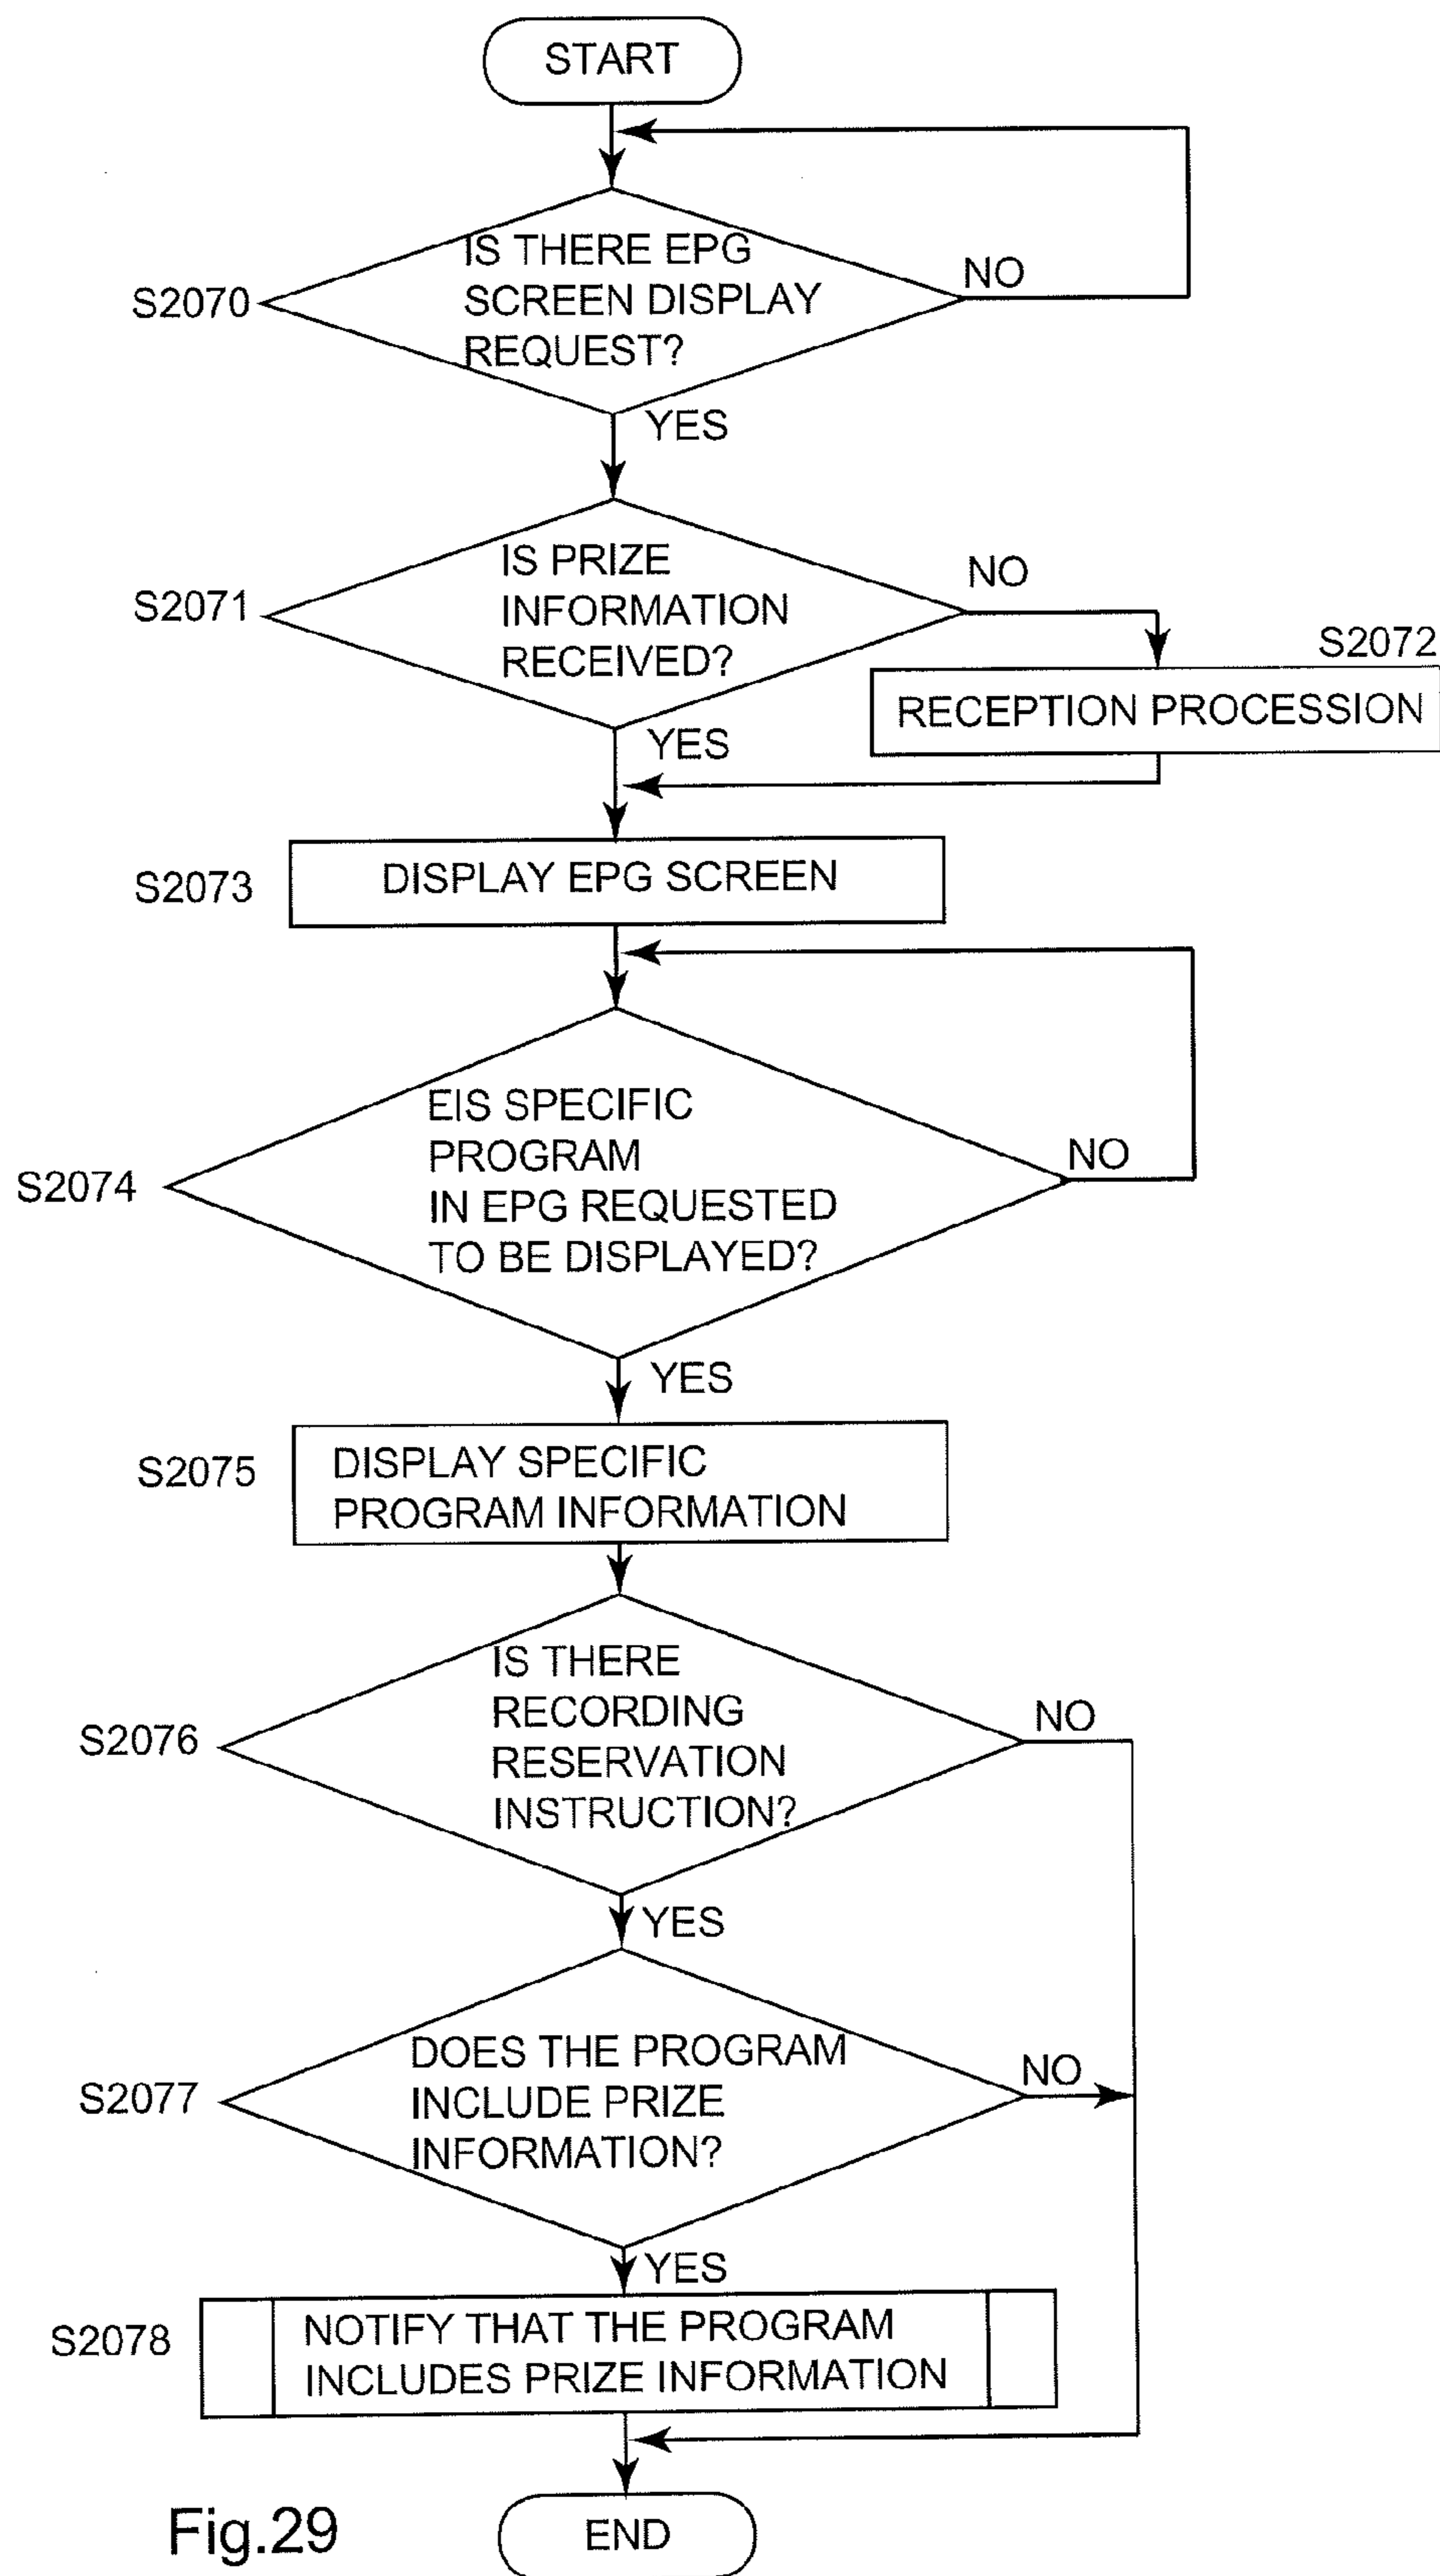 START
IS THERE EPG
SCREEN DISPLAY
REQUEST?
S2070
NO
YES
IS PRIZE
INFORMATION
RECEIVED?
S2071
NO
S2072
RECEPTION PROCESSION
YES
S2073
DISPLAY EPG SCREEN
EIS SPECIFIC
PROGRAM
IN EPG REQUESTED
TO BE DISPLAYED?
S2074
NO
YES
S2075
DISPLAY SPECIFIC
PROGRAM INFORMATION
IS THERE
RECORDING
RESERVATION
INSTRUCTION?
S2076
NO
YES
DOES THE PROGRAM
INCLUDE PRIZE
INFORMATION?
S2077
NO
YES
S2078
NOTIFY THAT THE PROGRAM
INCLUDES PRIZE INFORMATION
END
Fig.29